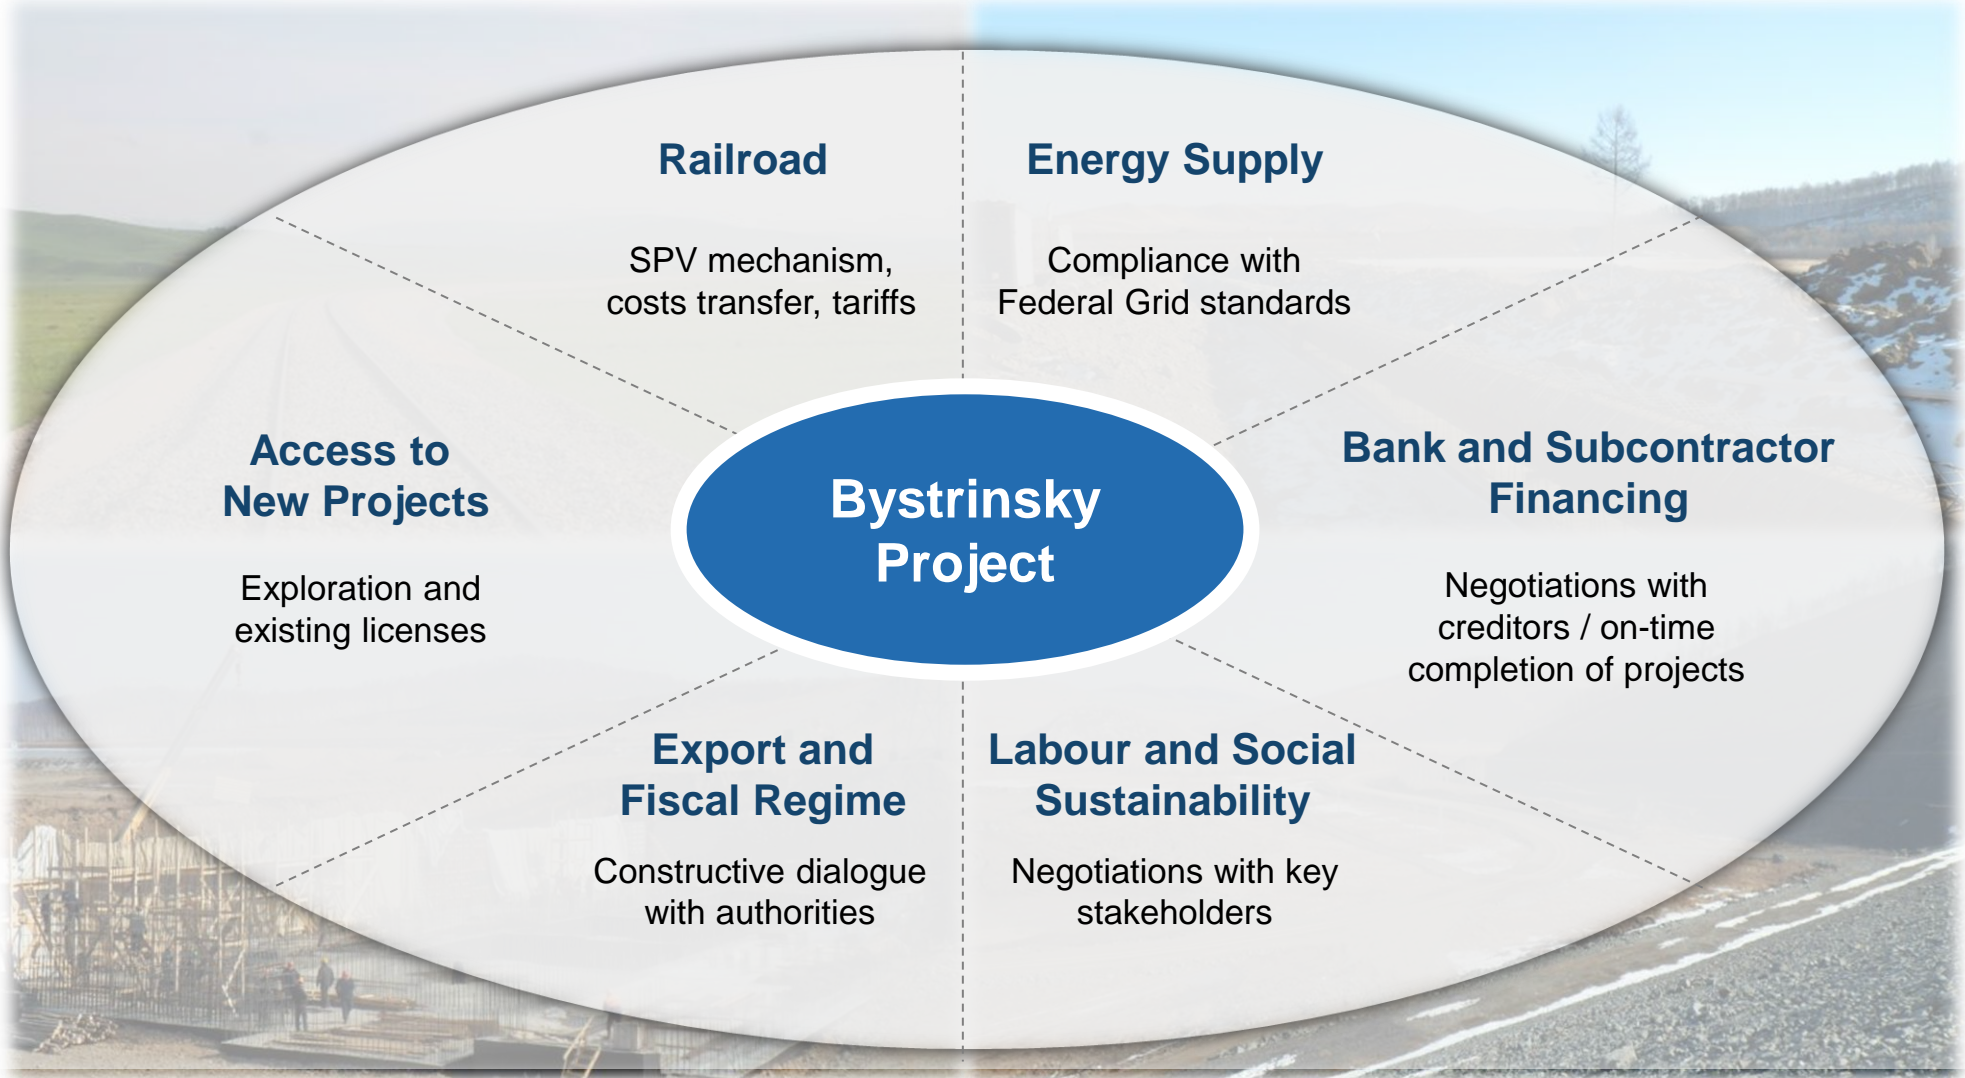 Railroad
SPV mechanism,
costs transfer, tariffs
Energy Supply
Compliance with
Federal Grid standards
Access to
New Projects
Exploration and
existing licenses
Bystrinsky
Project
Bank and Subcontractor
Financing
Negotiations with
creditors / on-time
completion of projects
Export and
Fiscal Regime
Constructive dialogue
with authorities
Labour and Social
Sustainability
Negotiations with key
stakeholders